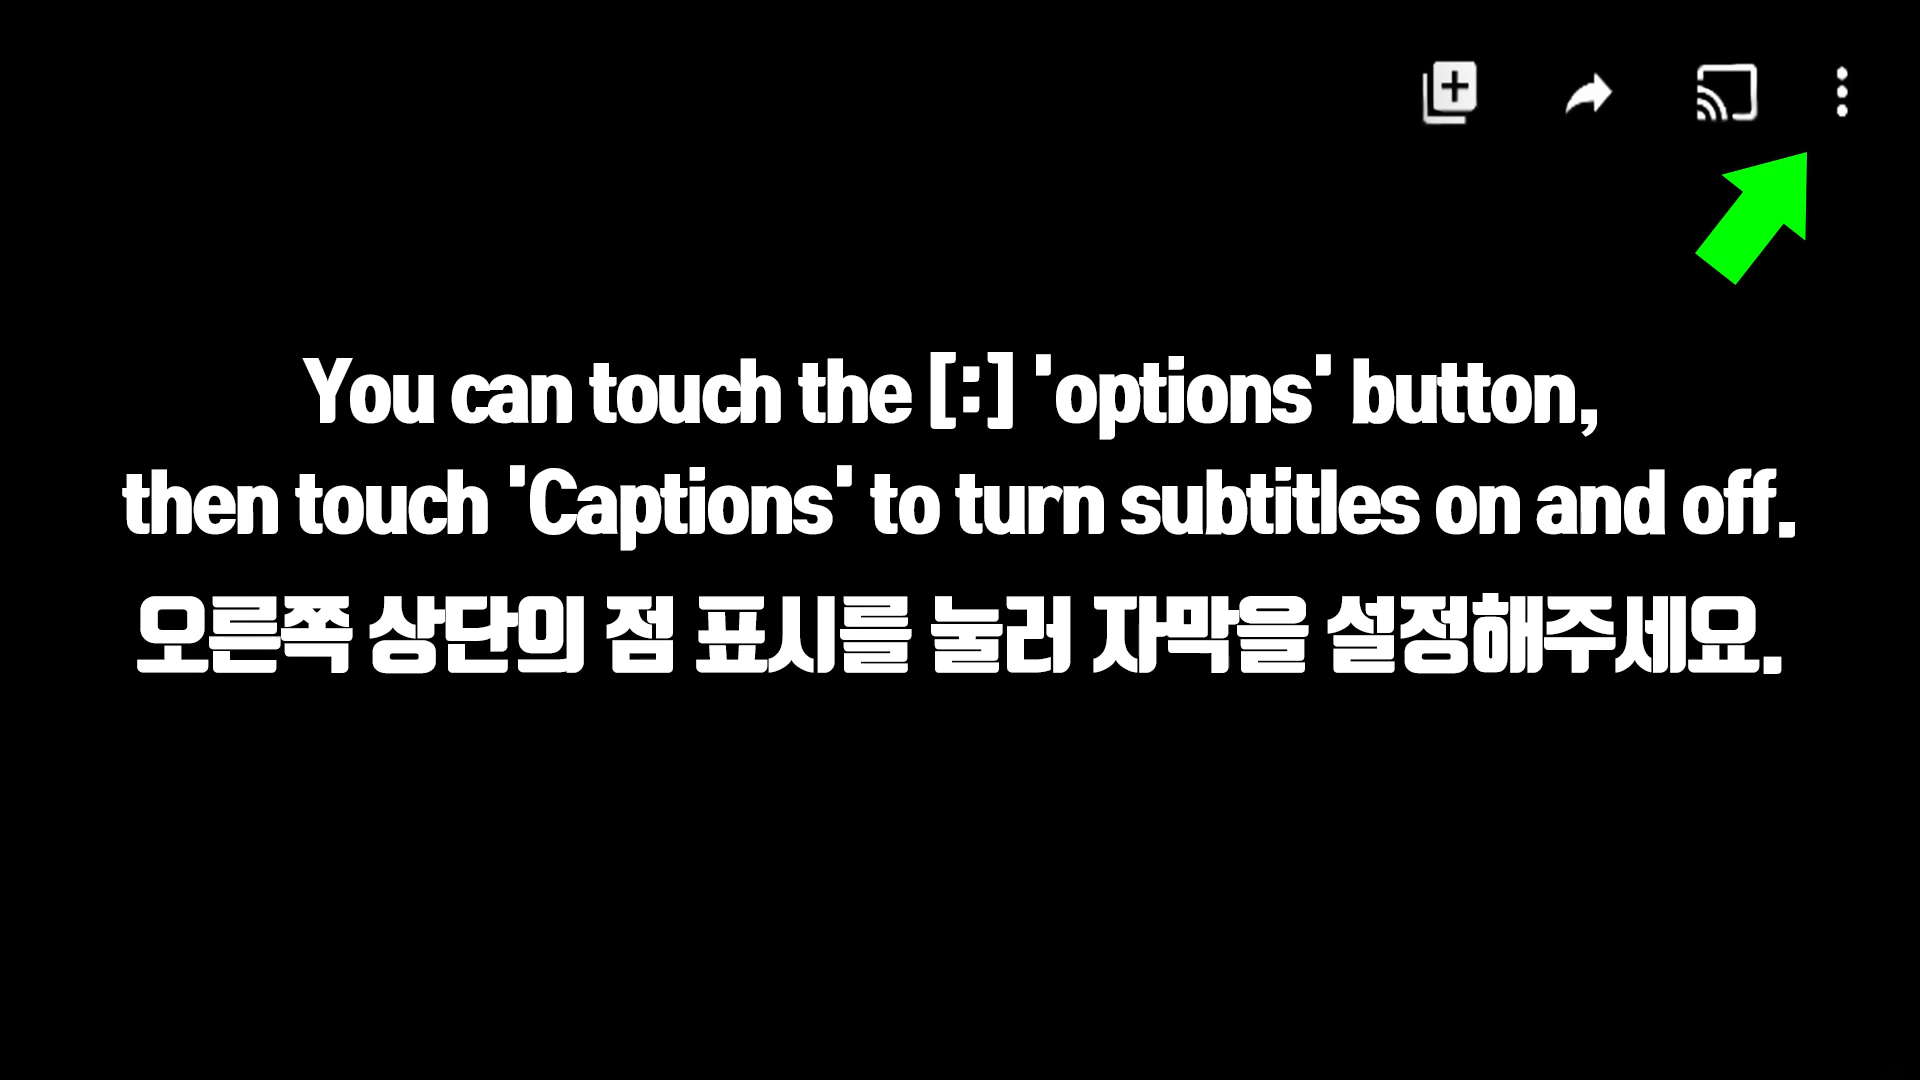 You can touch the [:] 'options' button,
then touch 'Captions' to turn subtitles on and off.
오른쪽 상단의 점 표시를 눌러 자막을 설정해주세요.